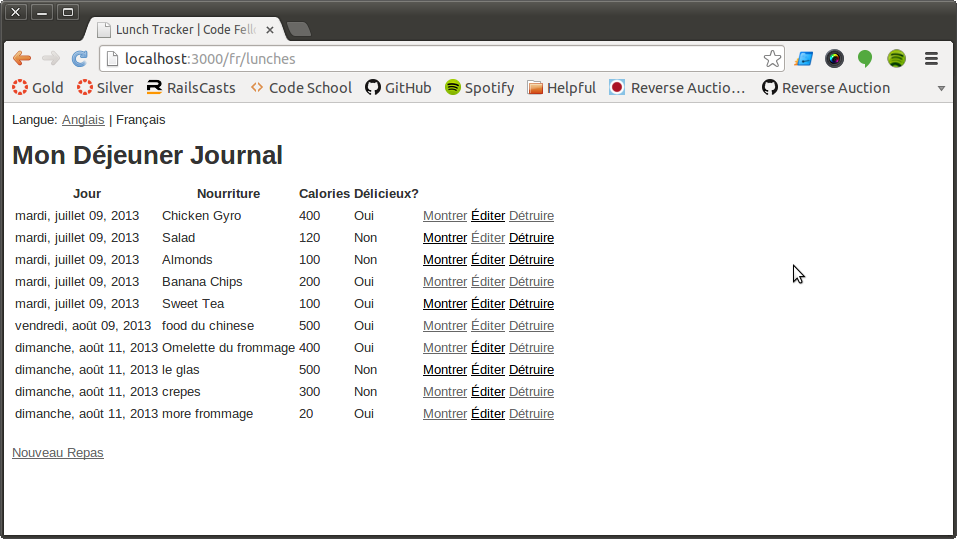 Lunch Tracker | Code Fello
localhost:3000/fr/lunches
Gold Silver RailsCasts Code School GitHub Spotify Helpful Reverse Auctio... Reverse Auction
Langue: Anglais | Français
Mon Déjeuner Journal
Jour Nourriture Calories Délicieux?
mardi, juillet 09, 2013 Chicken Gyro 400 Oui Montrer Éditer Détruire
mardi, juillet 09, 2013 Salad 120 Non Montrer Éditer Détruire
mardi, juillet 09, 2013 Almonds 100 Non Montrer Éditer Détruire
mardi, juillet 09, 2013 Banana Chips 200 Oui Montrer Éditer Détruire
mardi, juillet 09, 2013 Sweet Tea 100 Oui Montrer Éditer Détruire
vendredi, août 09, 2013 food du chinese 500 Oui Montrer Éditer Détruire
dimanche, août 11, 2013 Omelette du frommage 400 Oui Montrer Éditer Détruire
dimanche, août 11, 2013 le glas 500 Non Montrer Éditer Détruire
dimanche, août 11, 2013 crepes 300 Non Montrer Éditer Détruire
dimanche, août 11, 2013 more frommage 20 Oui Montrer Éditer Détruire
Nouveau Repas